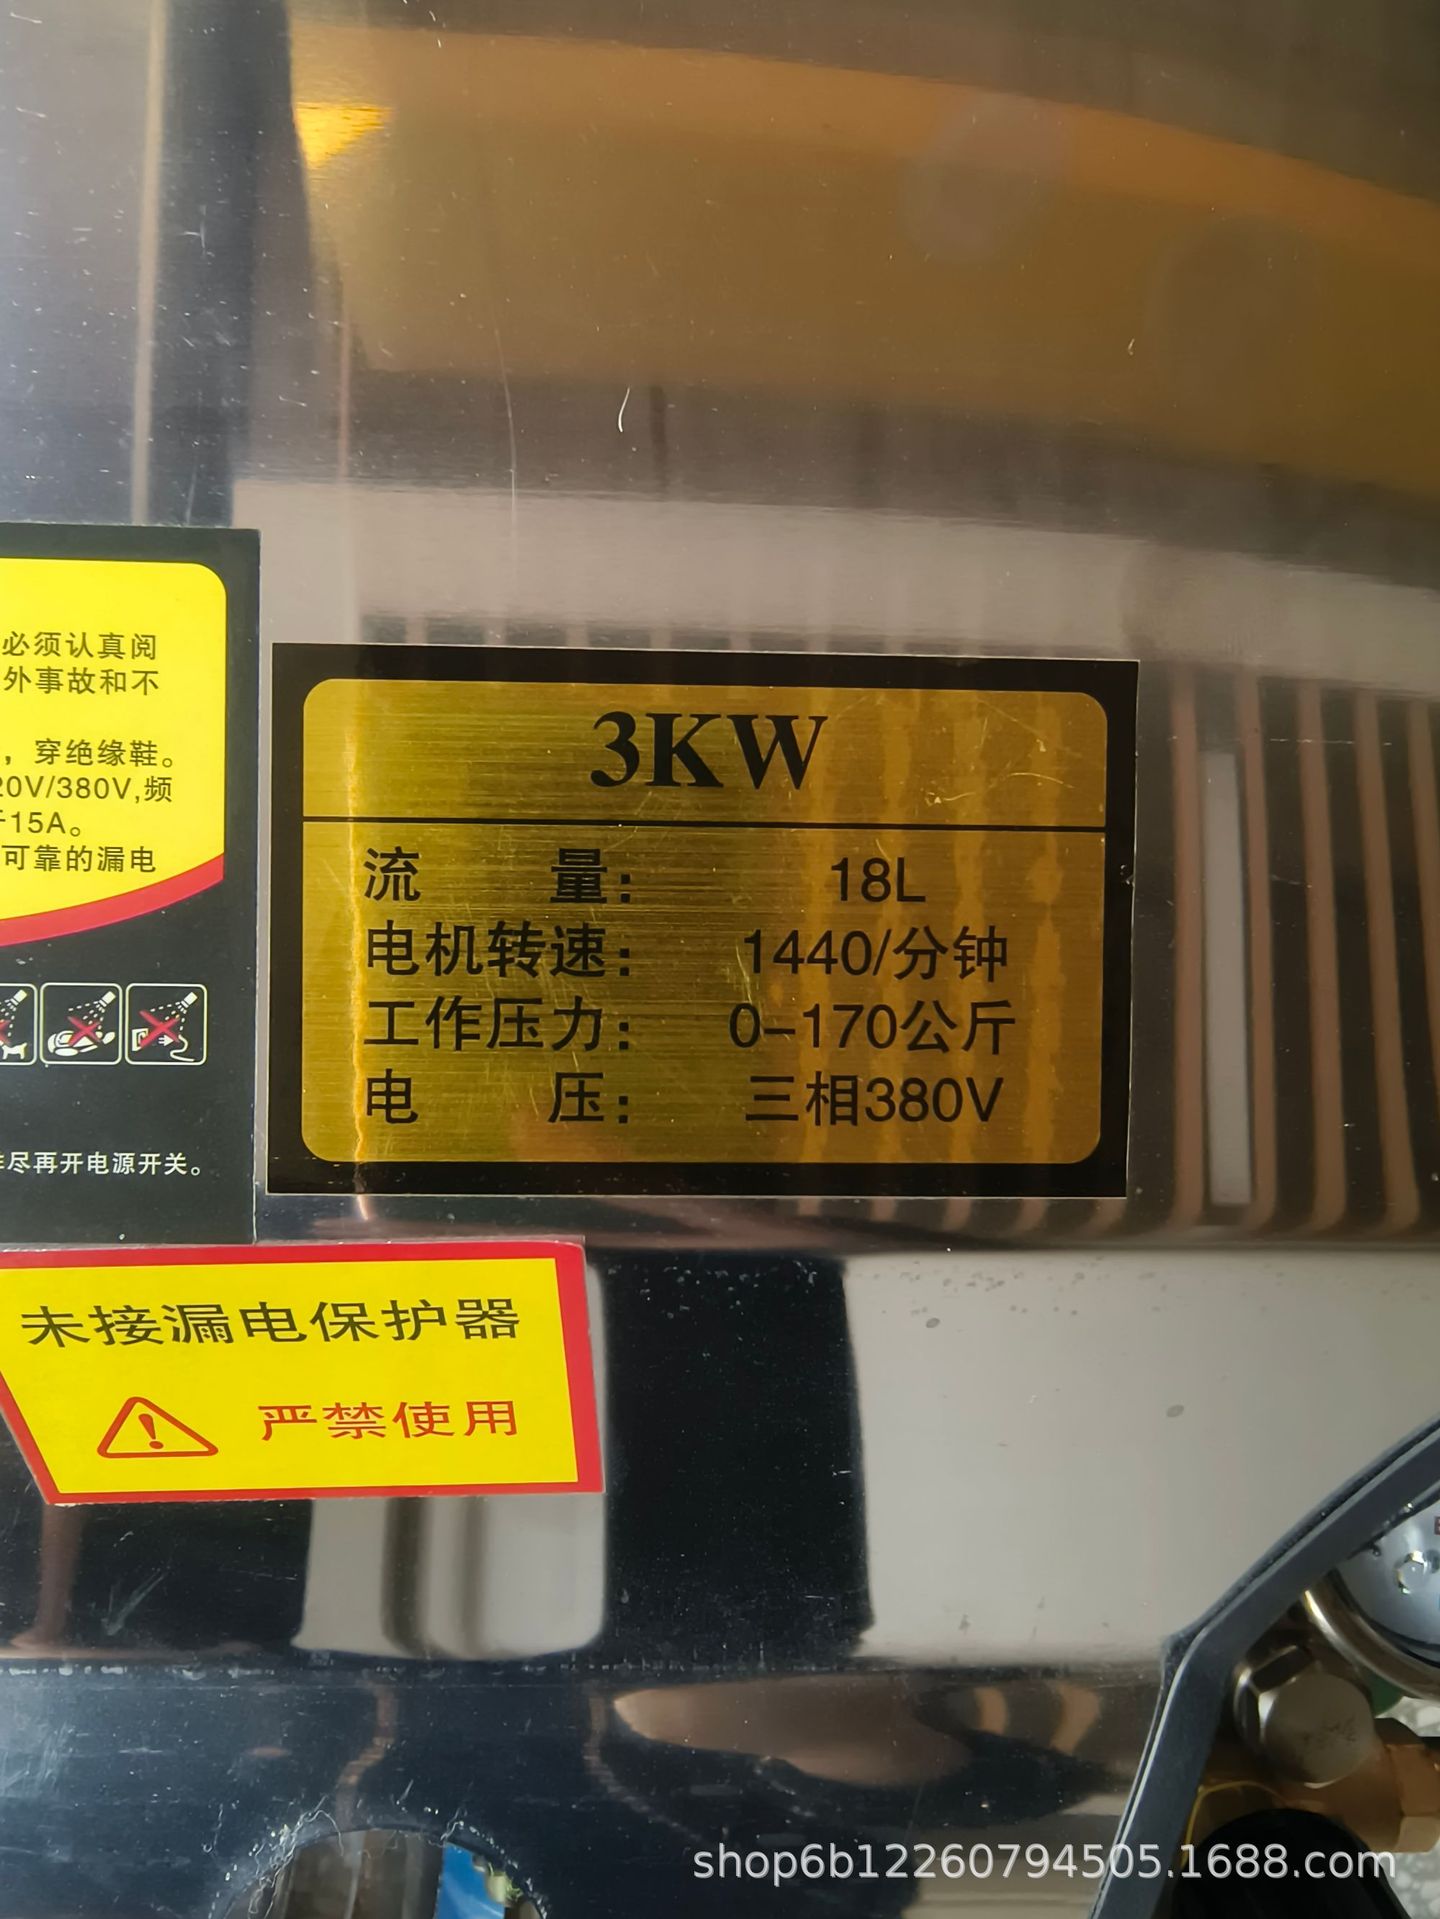 必须认真阅
外事故和不
，穿绝缘鞋。
20V/380V,频
15A。
可靠的漏电
尽再开电源开关。
3KW
流 量： 18L
电机转速： 1440/分钟
工作压力： 0-170公斤
电 压： 三相380V
未接漏电保护器
严禁使用
shop6b12260794505.1688.com